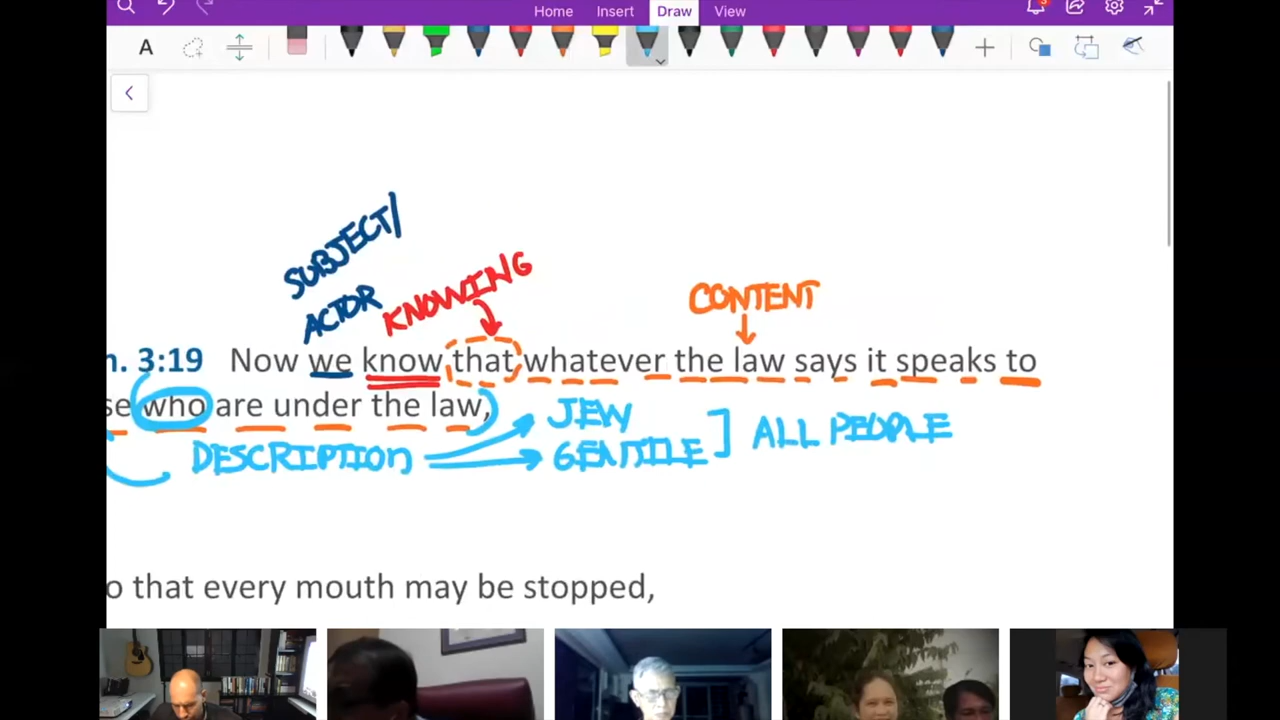 Home Insert Draw View
A
SUBJECT/
ACTOR
KNOWING
CONTENT
n. 3:19 Now we know that whatever the law says it speaks to
se who are under the law,
JEW
DESCRIPTION
GENTILE
ALL PEOPLE
o that every mouth may be stopped,